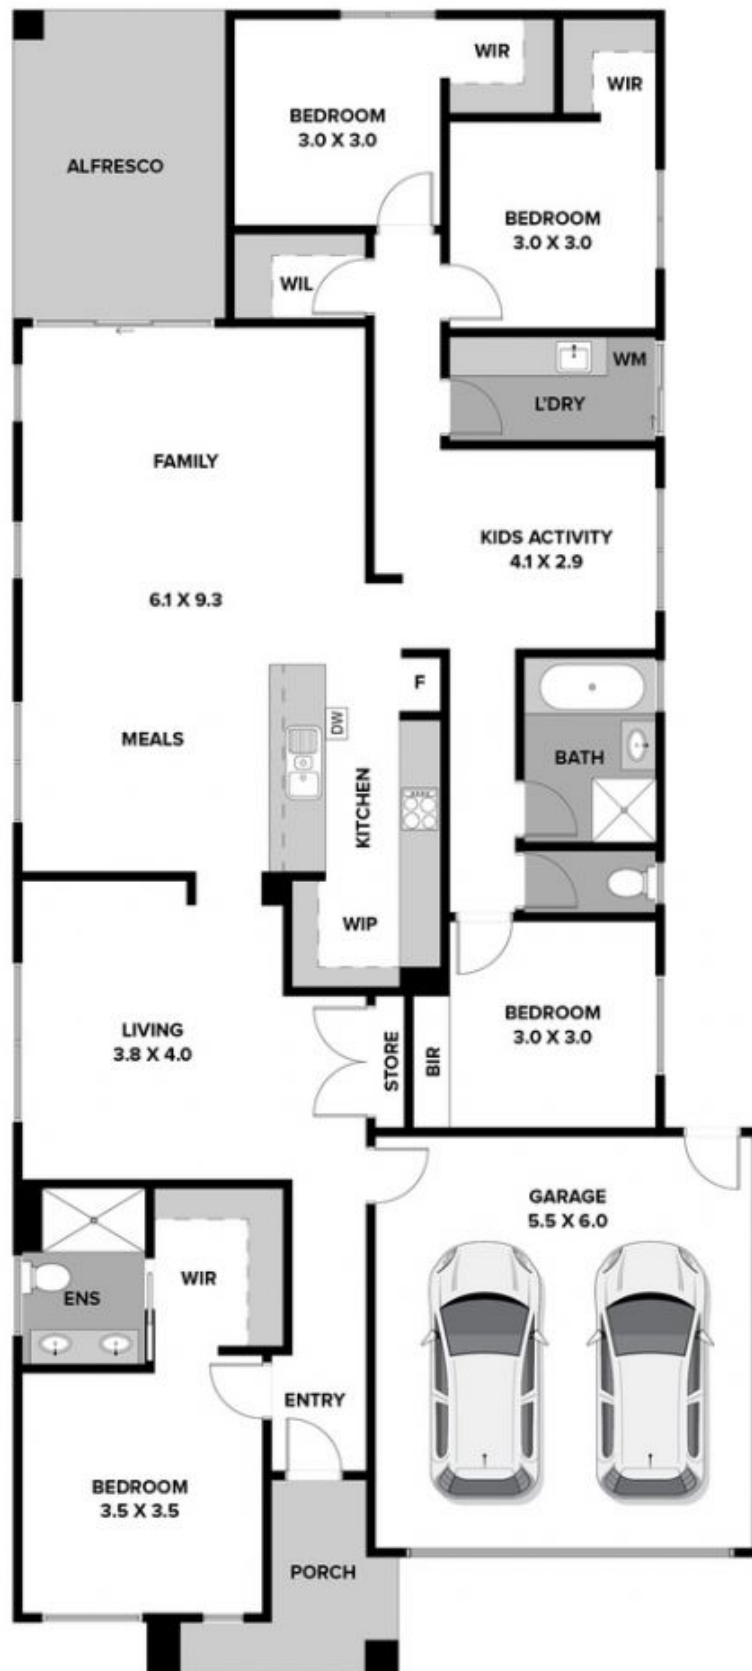 WIR
WIR
BEDROOM
3.0 X 3.0
ALFRESCO
BEDROOM
3.0 X 3.0
WIL
WM
L'DRY
FAMILY
KIDS ACTIVITY
4.1 X 2.9
6.1 X 9.3
F
DW
MEALS
BATH
KITCHEN
WIP
BEDROOM
3.0 X 3.0
LIVING
3.8 X 4.0
STORE
BIR
GARAGE
5.5 X 6.0
WIR
ENS
ENTRY
BEDROOM
3.5 X 3.5
PORCH